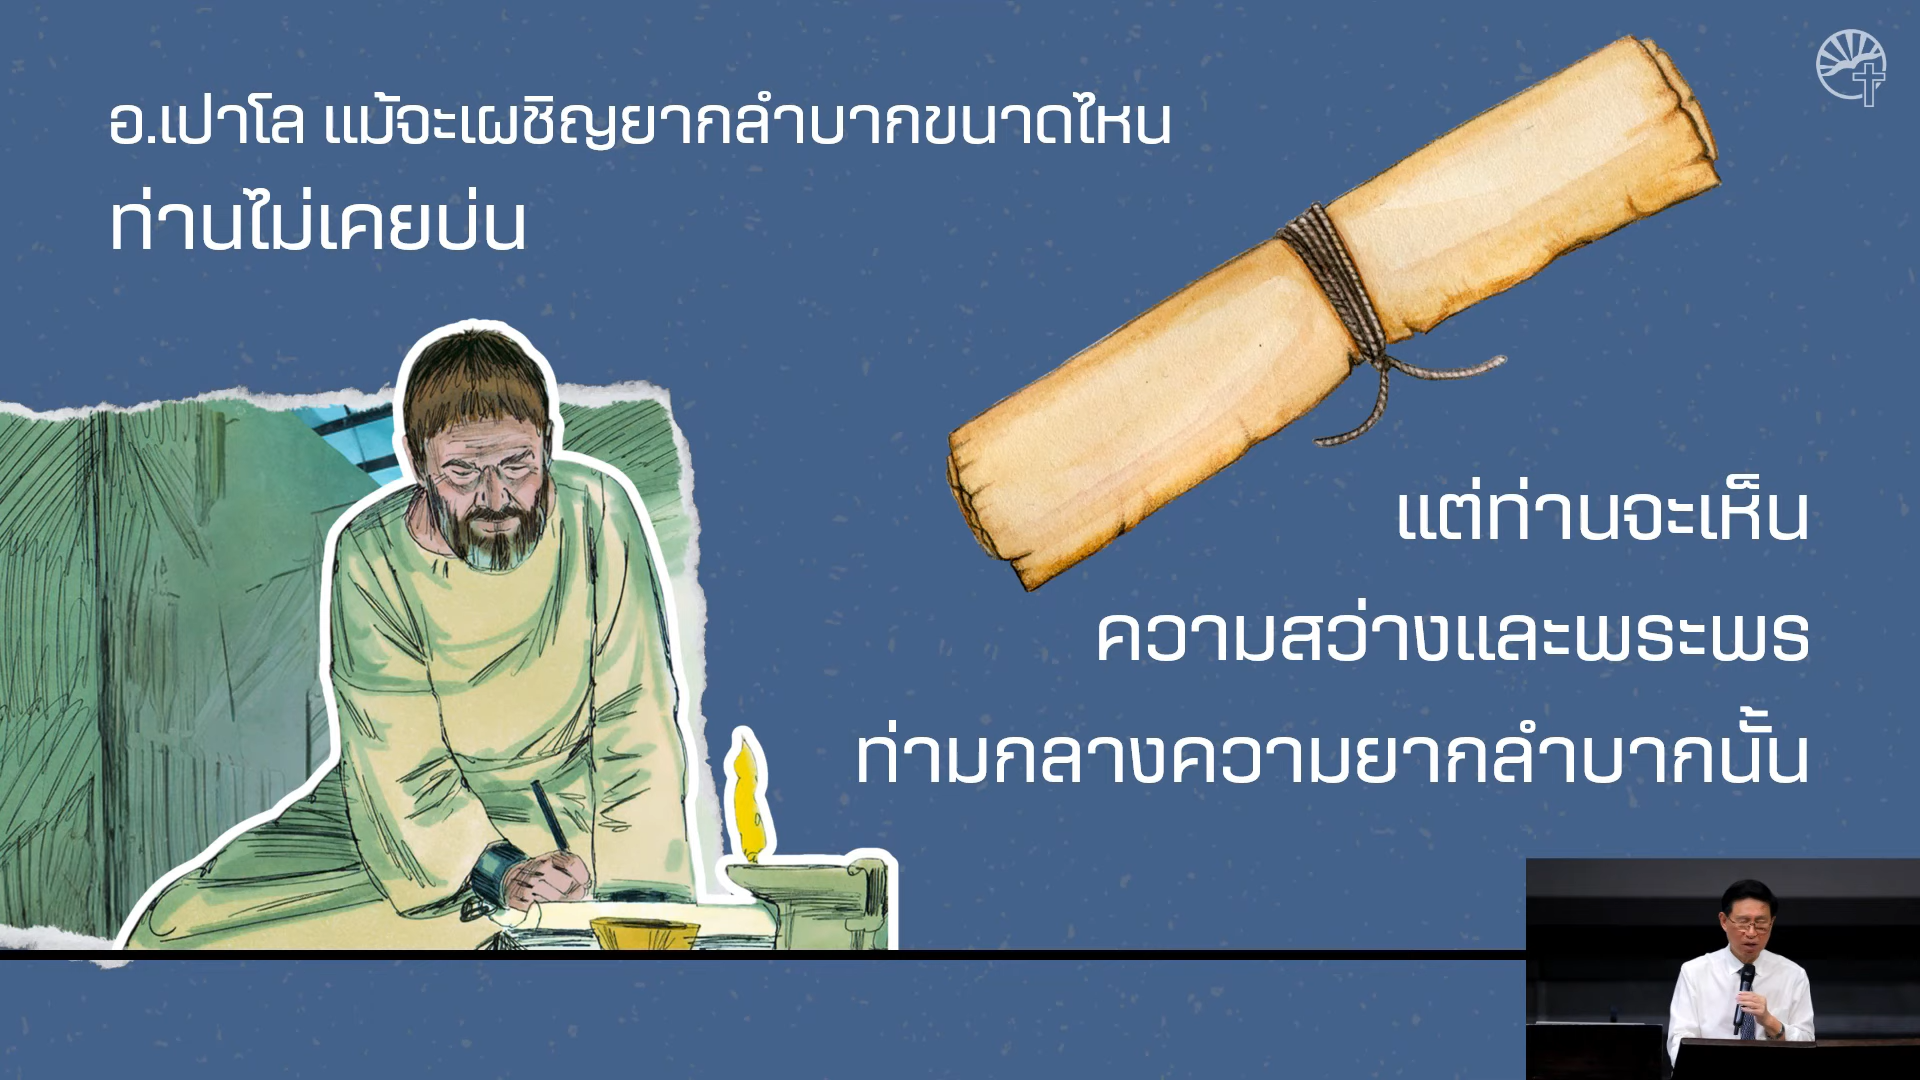 อ.เปาโล แม้จะเผชิญยากลำบากขนาดไหน
ท่านไม่เคยบ่น
แต่ท่านจะเห็น
ความสว่างและพระพร
ท่ามกลางความยากลำบากนั้น